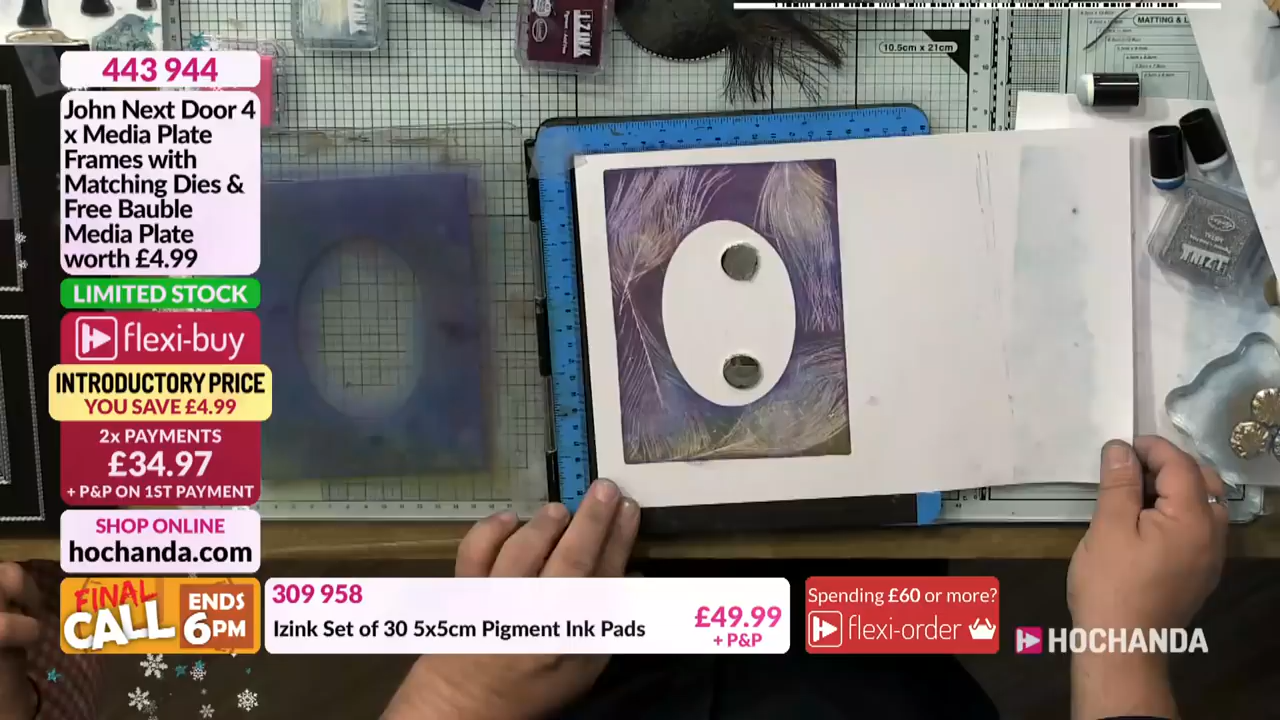 443 944
John Next Door 4
x Media Plate
Frames with
Matching Dies &
Free Bauble
Media Plate
worth £4.99
LIMITED STOCK
flexi-buy
INTRODUCTORY PRICE
YOU SAVE £4.99
2x PAYMENTS
£34.97
+ P&P ON 1ST PAYMENT
SHOP ONLINE
hochanda.com
FINAL
CALL
ENDS
6PM
309 958
Izink Set of 30 5x5cm Pigment Ink Pads
£49.99
+ P&P
Spending £60 or more?
flexi-order
HOCHANDA
10.5cm x 21cm
MATTING & L
IZINK
IZINK